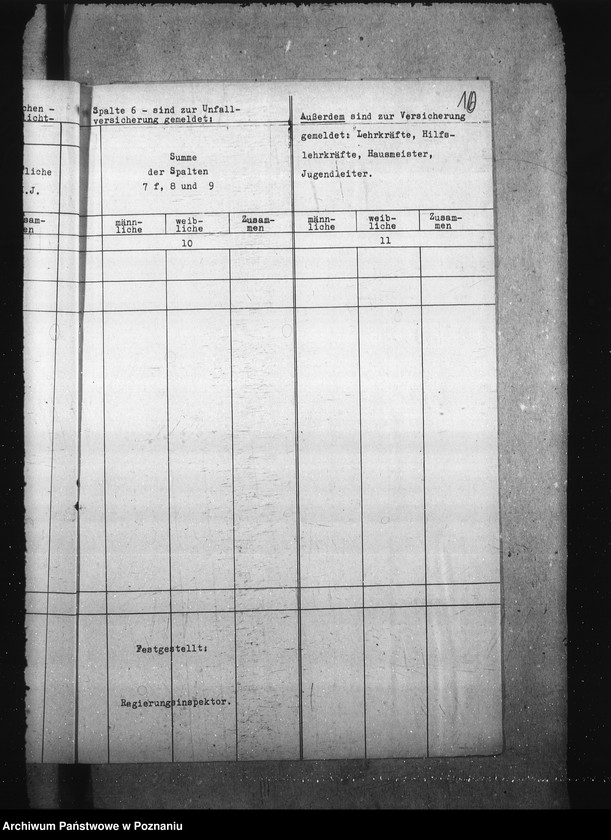 chen -
licht-
liche
.J.
sam-
en
Spalte 6 - sind zur Unfall-
versicherung gemeldet:
Summe
der Spalten
7 f, 8 und 9
männ-
liche
weib-
liche
Zusam-
men
10
Außerdem sind zur Versicherung
gemeldet: Lehrkräfte, Hilfs-
lehrkräfte, Hausmeister,
Jugendleiter.
männ-
liche
weib-
liche
Zusam-
men
11
Festgestellt:
Regierungsinspektor.
Archiwum Państwowe w Poznaniu